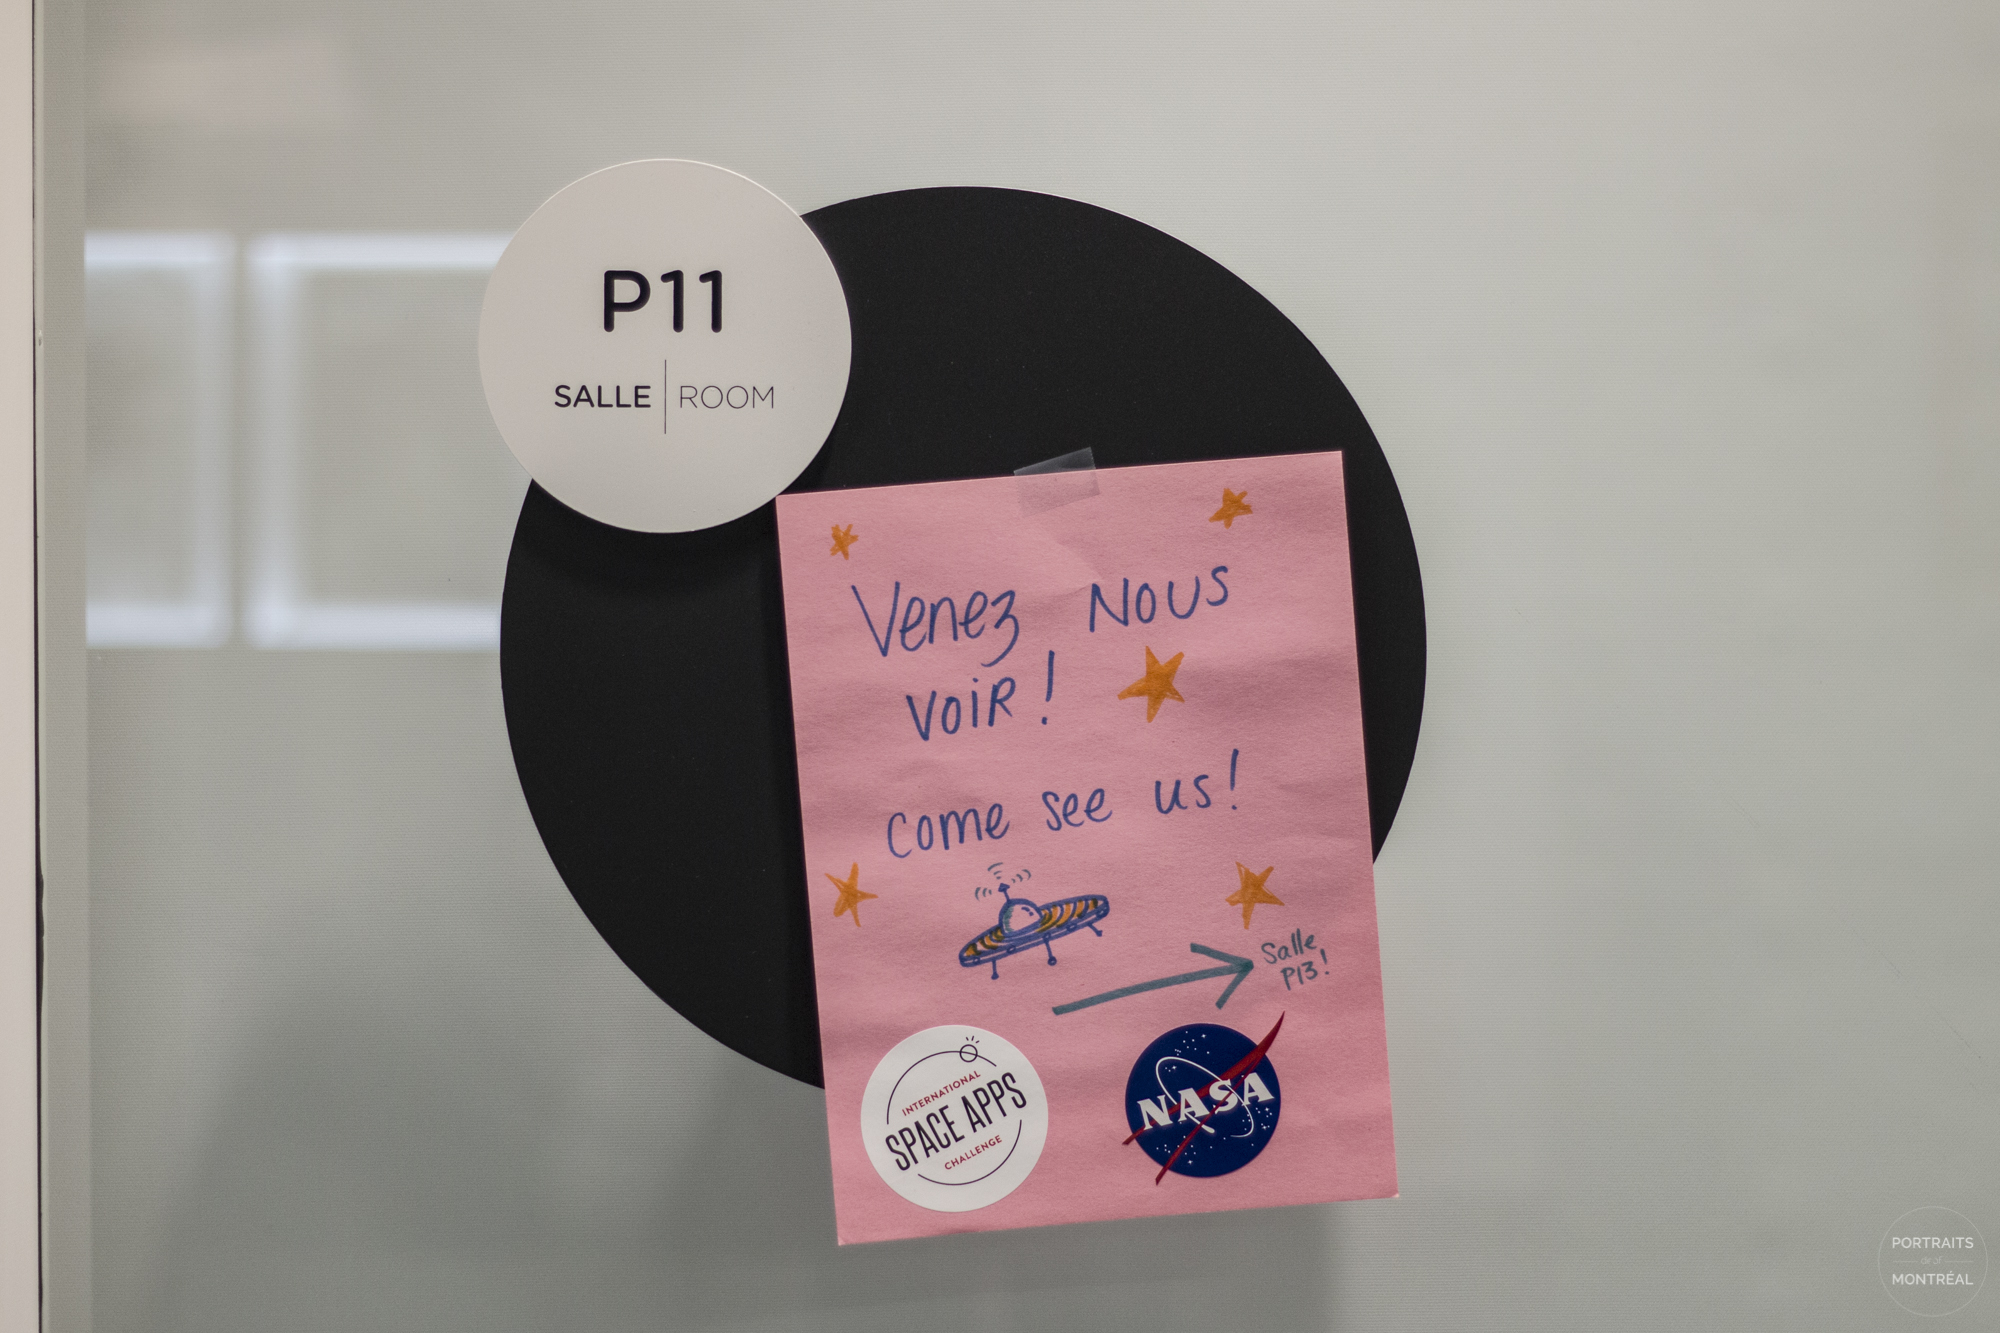 P11
SALLE | ROOM
Venez Nous
voir!
Come see us!
Salle
P13!
INTERNATIONAL
SPACE APPS
CHALLENGE
NASA
PORTRAITS
de of
MONTRÉAL